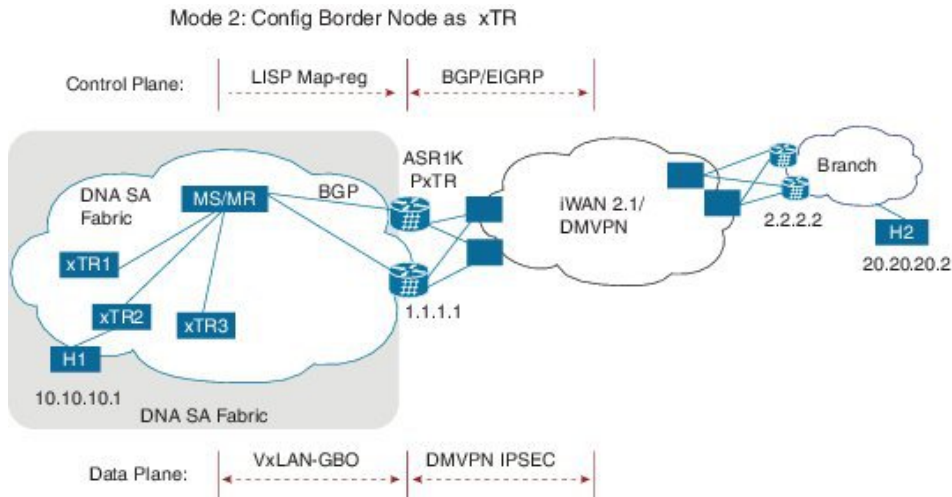 Mode 2: Config Border Node as xTR
Control Plane:
LISP Map-reg
BGP/EIGRP
ASR1K
PxTR
DNA SA
Fabric
MS/MR
BGP
iWAN 2.1/
DMVPN
Branch
xTR1
2.2.2.2
H2
20.20.20.2
xTR2
xTR3
1.1.1.1
H1
10.10.10.1
DNA SA Fabric
Data Plane:
VxLAN-GBO
DMVPN IPSEC